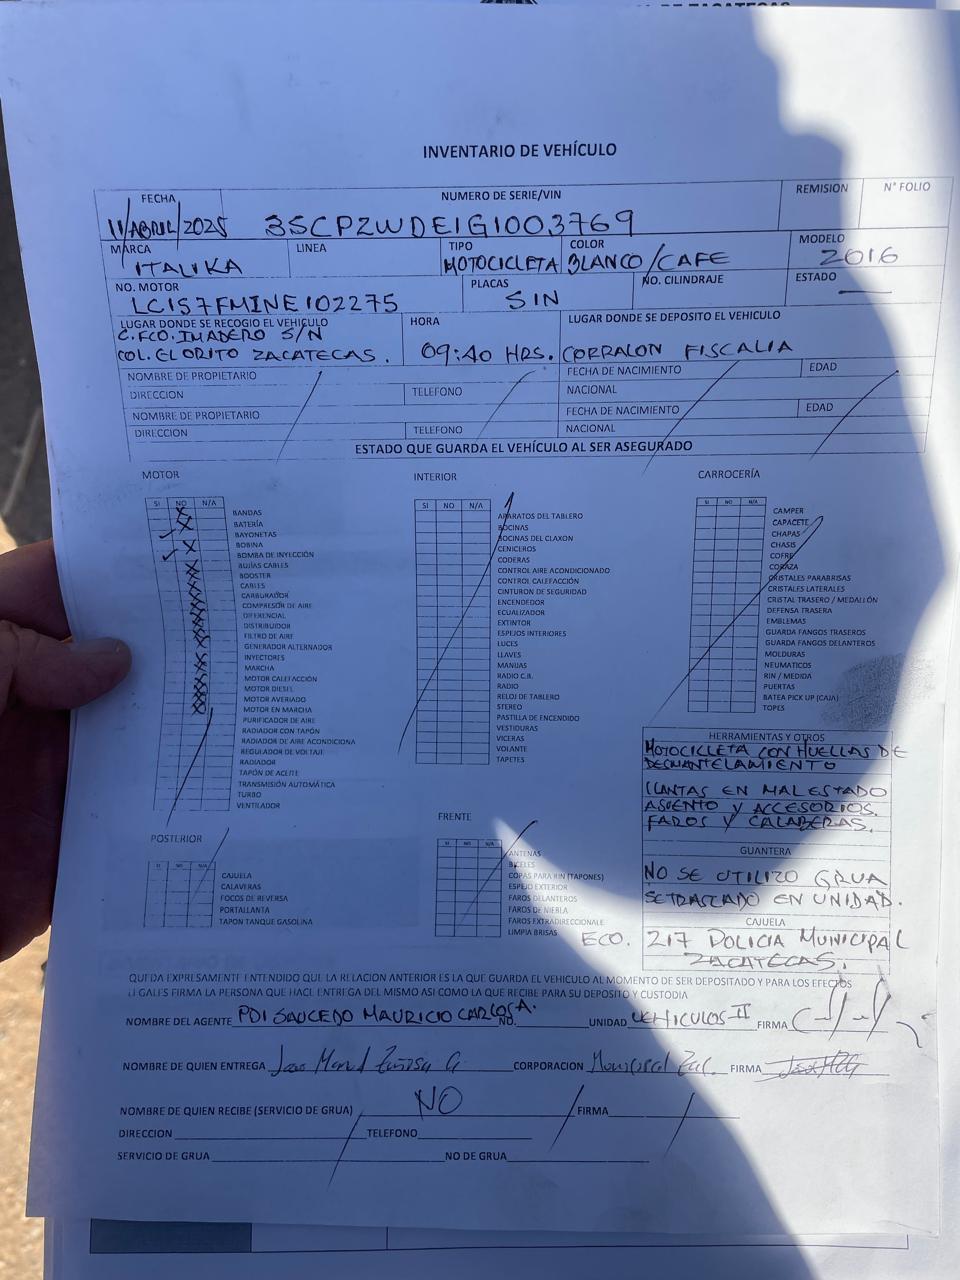 DE ZACATECAS
INVENTARIO DE VEHÍCULO
FECHA NUMERO DE SERIE/VIN REMISION N° FOLIO
11/ABRIL/2025 3SCPZWDE1G1003769
MARCA LINEA TIPO COLOR MODELO
ITALIKA MOTOCICLETA BLANCO/CAFE 2016
NO. MOTOR PLACAS NO. CILINDRAJE ESTADO
LC157FMINE102275 SIN
LUGAR DONDE SE RECOGIO EL VEHÍCULO HORA LUGAR DONDE SE DEPOSITO EL VEHÍCULO
C. FCO. I MADERO S/N
COL. EL ORITO ZACATECAS. 09:40 HRS. CORRALON FISCALIA
NOMBRE DE PROPIETARIO FECHA DE NACIMIENTO EDAD
DIRECCION TELEFONO NACIONAL
NOMBRE DE PROPIETARIO FECHA DE NACIMIENTO EDAD
DIRECCION TELEFONO NACIONAL
ESTADO QUE GUARDA EL VEHÍCULO AL SER ASEGURADO
MOTOR
SI NO N/A
BANDAS
BATERÍA
BAYONETAS
BOBINA
BOMBA DE INYECCIÓN
BUJÍAS CABLES
BOOSTER
CABLES
CARBURADOR
COMPRESOR DE AIRE
DIFERENCIAL
DISTRIBUIDOR
FILTRO DE AIRE
GENERADOR ALTERNADOR
INYECTORES
MARCHA
MOTOR CALEFACCIÓN
MOTOR DIESEL
MOTOR AVERIADO
MOTOR EN MARCHA
PURIFICADOR DE AIRE
RADIADOR CON TAPÓN
RADIADOR DE AIRE ACONDICIONA
REGULADOR DE VOLTAJE
RADIADOR
TAPÓN DE ACEITE
TRANSMISIÓN AUTOMÁTICA
TURBO
VENTILADOR
INTERIOR
SI NO N/A
APARATOS DEL TABLERO
BOCINAS
BOCINAS DEL CLAXON
CENICEROS
CODERAS
CONTROL AIRE ACONDICIONADO
CONTROL CALEFACCIÓN
CINTURON DE SEGURIDAD
ENCENDEDOR
ECUALIZADOR
EXTINTOR
ESPEJOS INTERIORES
LUCES
LLAVES
MANIJAS
RADIO C.B.
RADIO
RELOJ DE TABLERO
STEREO
PASTILLA DE ENCENDIDO
VESTIDURAS
VICERAS
VOLANTE
TAPETES
CARROCERÍA
SI NO N/A
CAMPER
CAPACETE
CHAPAS
CHASIS
COFRE
CORAZA
CRISTALES PARABRISAS
CRISTALES LATERALES
CRISTAL TRASERO / MEDALLÓN
DEFENSA TRASERA
EMBLEMAS
GUARDA FANGOS TRASEROS
GUARDA FANGOS DELANTEROS
MOLDURAS
NEUMATICOS
RIN / MEDIDA
PUERTAS
BATEA PICK UP (CAJA)
TOPES
HERRAMIENTAS Y OTROS
MOTOCICLETA CON HUELLAS DE
DESMANTELAMIENTO
LLANTAS EN MAL ESTADO
ASIENTO Y ACCESORIOS.
FAROS Y CALABERAS.
GUANTERA
NO SE UTILIZO GRUA
SE TRASLADO EN UNIDAD.
CAJUELA
ECO. 217 POLICIA MUNICIPAL
ZACATECAS.
POSTERIOR
SI NO N/A
CAJUELA
CALAVERAS
FOCOS DE REVERSA
PORTALLANTA
TAPON TANQUE GASOLINA
FRENTE
SI NO N/A
ANTENAS
BICELES
COPAS PARA RIN (TAPONES)
ESPEJO EXTERIOR
FAROS DELANTEROS
FAROS DE NIEBLA
FAROS EXTRADIRECCIONALE
LIMPIA BRISAS
QUEDA EXPRESAMENTE ENTENDIDO QUE LA RELACION ANTERIOR ES LA QUE GUARDA EL VEHICULO AL MOMENTO DE SER DEPOSITADO Y PARA LOS EFECTOS
LEGALES FIRMA LA PERSONA QUE HACE ENTREGA DEL MISMO ASI COMO LA QUE RECIBE PARA SU DEPOSITO Y CUSTODIA
NOMBRE DEL AGENTE PDI SAUCEDO MAURICIO CARLOS A. NO. UNIDAD VEHICULOS II FIRMA
NOMBRE DE QUIEN ENTREGA CORPORACION Municipal Zac. FIRMA
NOMBRE DE QUIEN RECIBE (SERVICIO DE GRUA) NO FIRMA
DIRECCION TELEFONO
SERVICIO DE GRUA NO DE GRUA